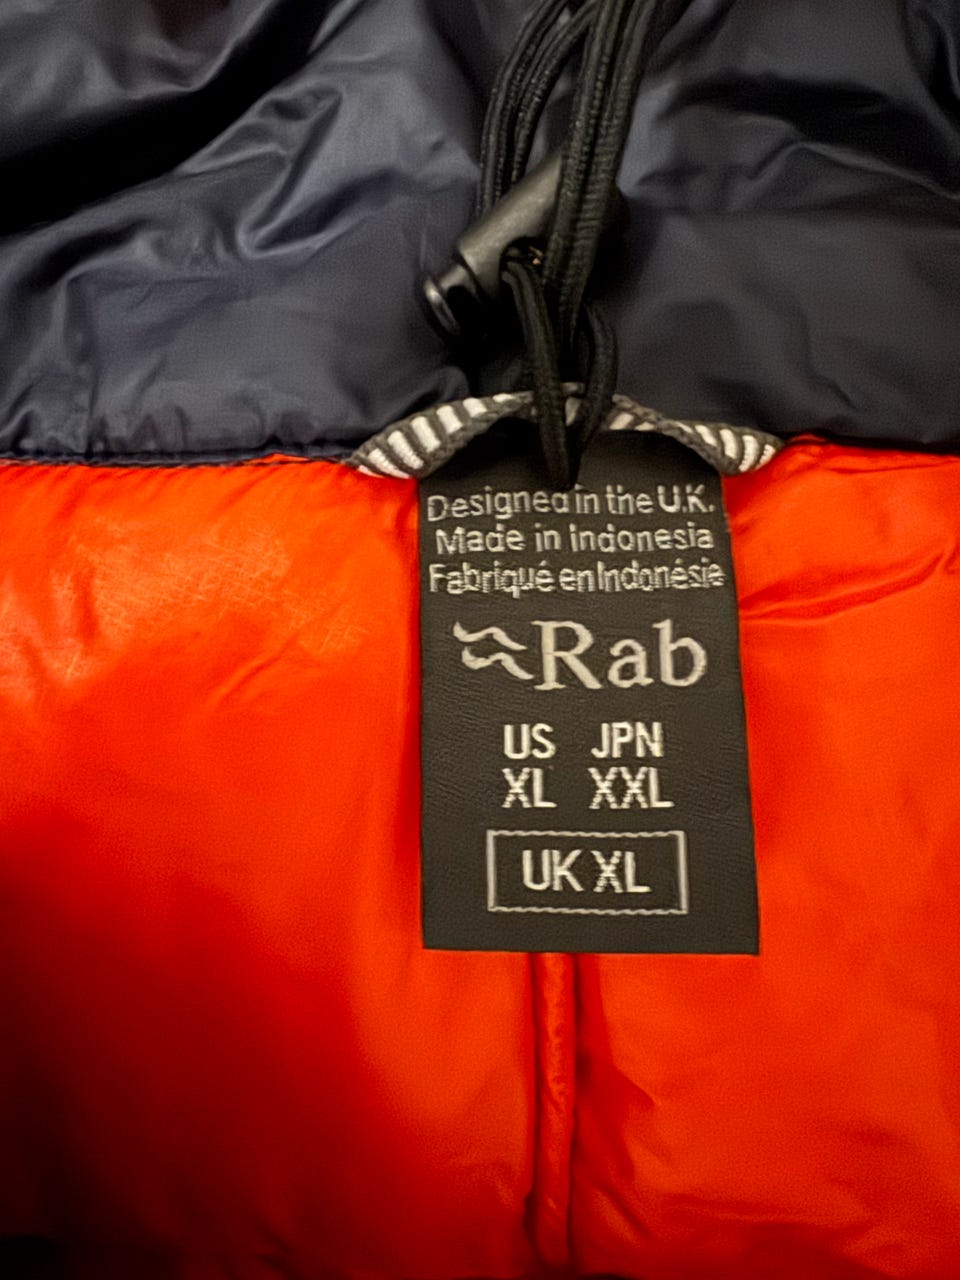 Designed in the U.K.
Made in Indonesia
Fabriqué en Indonésie
Rab
US JPN
XL XXL
UK XL